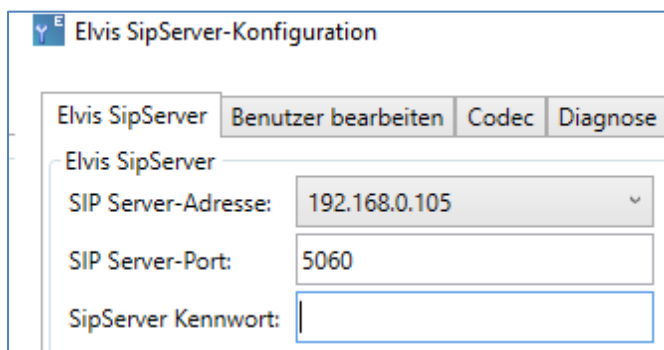 Elvis SipServer-Konfiguration
Elvis SipServer Benutzer bearbeiten Codec Diagnose
Elvis SipServer
SIP Server-Adresse: 192.168.0.105
SIP Server-Port: 5060
SipServer Kennwort: